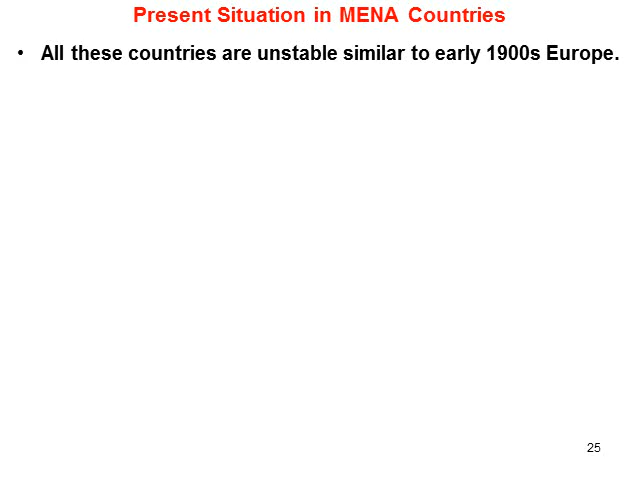 Present Situation in MENA Countries
• All these countries are unstable similar to early 1900s Europe.
25